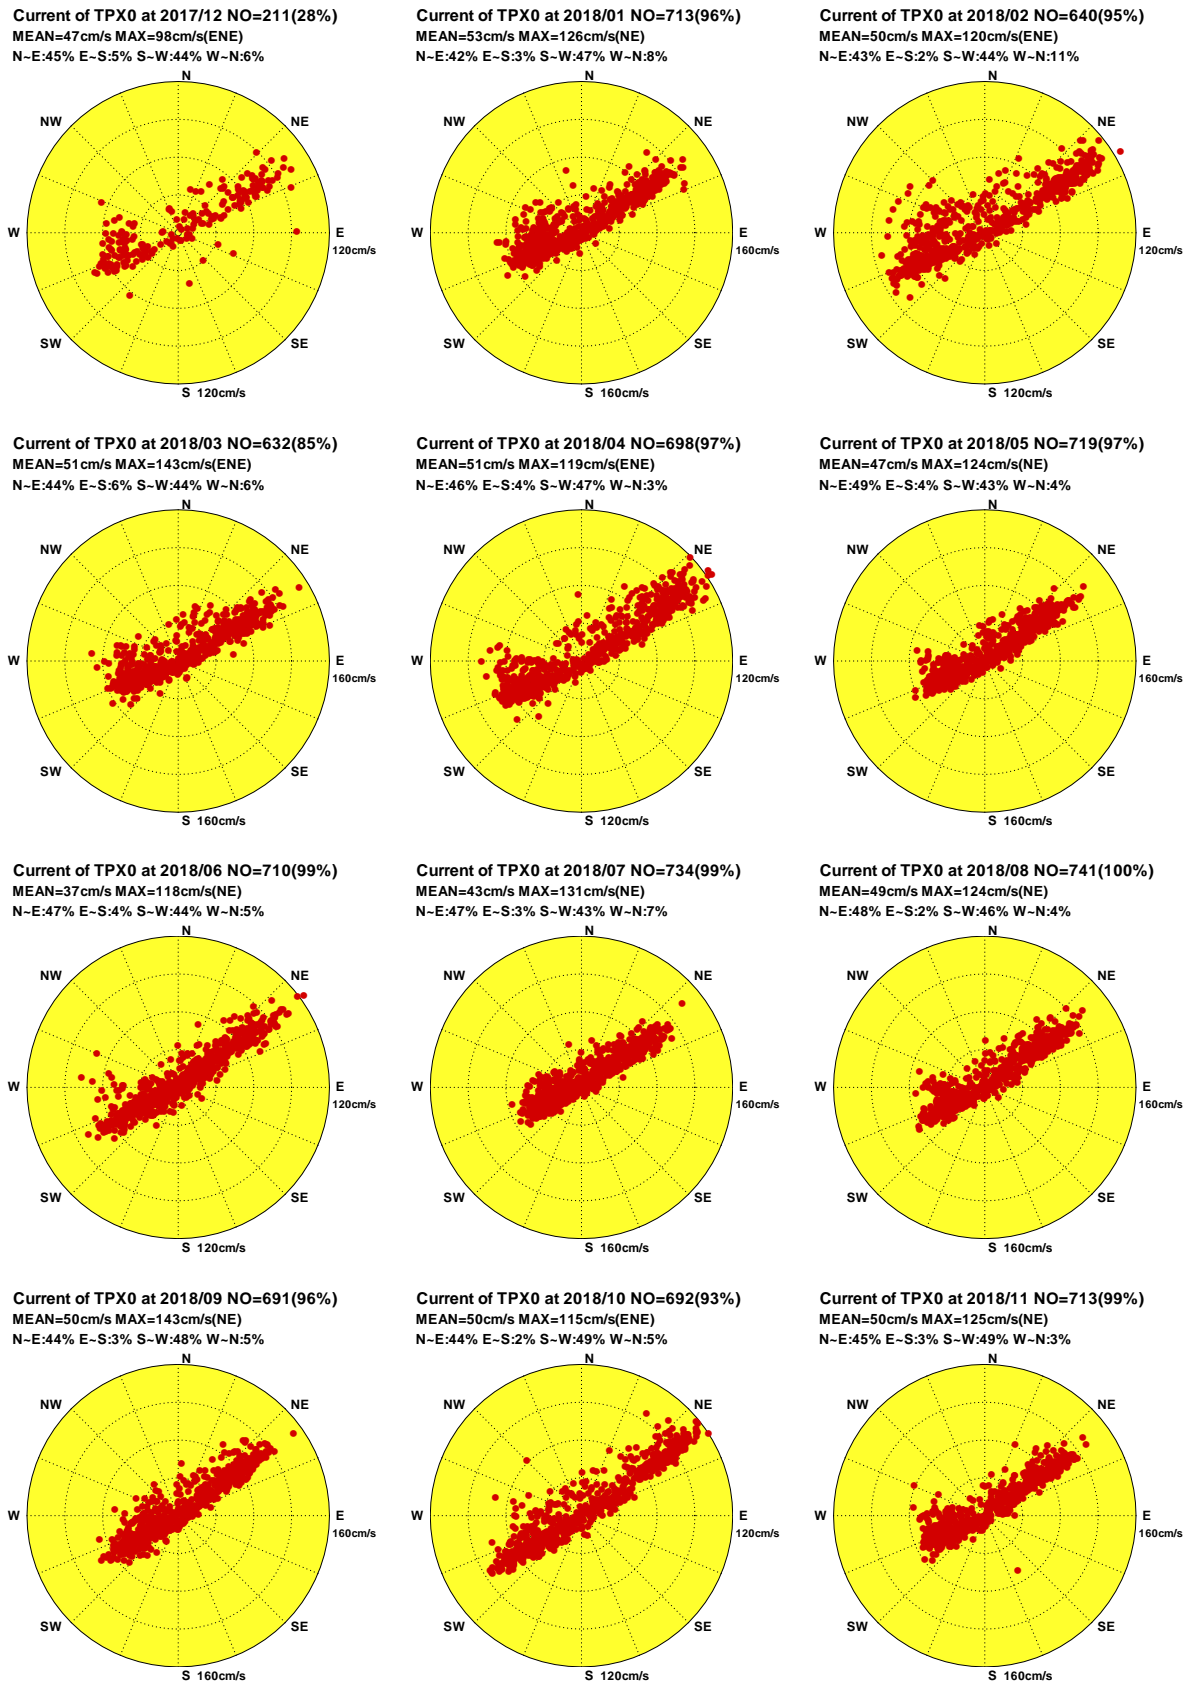 Current of TPX0 at 2017/12 NO=211(28%)
MEAN=47cm/s MAX=98cm/s(ENE)
N~E:45% E~S:5% S~W:44% W~N:6%
N
NW
NE
W
E
120cm/s
SW
SE
S 120cm/s
Current of TPX0 at 2018/01 NO=713(96%)
MEAN=53cm/s MAX=126cm/s(NE)
N~E:42% E~S:3% S~W:47% W~N:8%
N
NW
NE
W
E
160cm/s
SW
SE
S 160cm/s
Current of TPX0 at 2018/02 NO=640(95%)
MEAN=50cm/s MAX=120cm/s(ENE)
N~E:43% E~S:2% S~W:44% W~N:11%
N
NW
NE
W
E
120cm/s
SW
SE
S 120cm/s
Current of TPX0 at 2018/03 NO=632(85%)
MEAN=51cm/s MAX=143cm/s(ENE)
N~E:44% E~S:6% S~W:44% W~N:6%
N
NW
NE
W
E
160cm/s
SW
SE
S 160cm/s
Current of TPX0 at 2018/04 NO=698(97%)
MEAN=51cm/s MAX=119cm/s(ENE)
N~E:46% E~S:4% S~W:47% W~N:3%
N
NW
NE
W
E
120cm/s
SW
SE
S 120cm/s
Current of TPX0 at 2018/05 NO=719(97%)
MEAN=47cm/s MAX=124cm/s(NE)
N~E:49% E~S:4% S~W:43% W~N:4%
N
NW
NE
W
E
160cm/s
SW
SE
S 160cm/s
Current of TPX0 at 2018/06 NO=710(99%)
MEAN=37cm/s MAX=118cm/s(NE)
N~E:47% E~S:4% S~W:44% W~N:5%
N
NW
NE
W
E
120cm/s
SW
SE
S 120cm/s
Current of TPX0 at 2018/07 NO=734(99%)
MEAN=43cm/s MAX=131cm/s(NE)
N~E:47% E~S:3% S~W:43% W~N:7%
N
NW
NE
W
E
160cm/s
SW
SE
S 160cm/s
Current of TPX0 at 2018/08 NO=741(100%)
MEAN=49cm/s MAX=124cm/s(NE)
N~E:48% E~S:2% S~W:46% W~N:4%
N
NW
NE
W
E
160cm/s
SW
SE
S 160cm/s
Current of TPX0 at 2018/09 NO=691(96%)
MEAN=50cm/s MAX=143cm/s(NE)
N~E:44% E~S:3% S~W:48% W~N:5%
N
NW
NE
W
E
160cm/s
SW
SE
S 160cm/s
Current of TPX0 at 2018/10 NO=692(93%)
MEAN=50cm/s MAX=115cm/s(ENE)
N~E:44% E~S:2% S~W:49% W~N:5%
N
NW
NE
W
E
120cm/s
SW
SE
S 120cm/s
Current of TPX0 at 2018/11 NO=713(99%)
MEAN=50cm/s MAX=125cm/s(NE)
N~E:45% E~S:3% S~W:49% W~N:3%
N
NW
NE
W
E
160cm/s
SW
SE
S 160cm/s